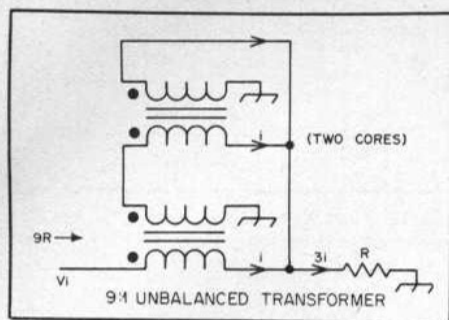 i
(TWO CORES)
9R
i
3i
R
Vi
9:1 UNBALANCED TRANSFORMER